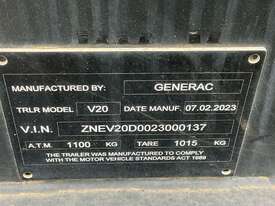 MANUFACTURED BY: GENERAC
TRLR MODEL V20 DATE MANUF. 07.02.2023
V.I.N. ZNEV20D0023000137
A.T.M. 1100 KG TARE 1015 KG
THE TRAILER WAS MANUFACTURED TO COMPLY
WITH THE MOTOR VEHICLE STANDARDS ACT 1989